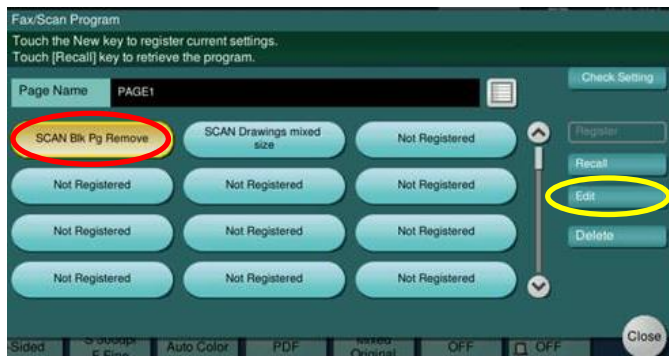 Fax/Scan Program
Touch the New key to register current settings.
Touch [Recall] key to retrieve the program.
Check Setting
Page Name PAGE1
SCAN Blk Pg Remove
SCAN Drawings mixed
size
Not Registered
Register
Recall
Not Registered
Not Registered
Not Registered
Edit
Not Registered
Not Registered
Not Registered
Delete
Not Registered
Not Registered
Not Registered
Close
-Sided
Auto Color
PDF
Original
OFF
OFF